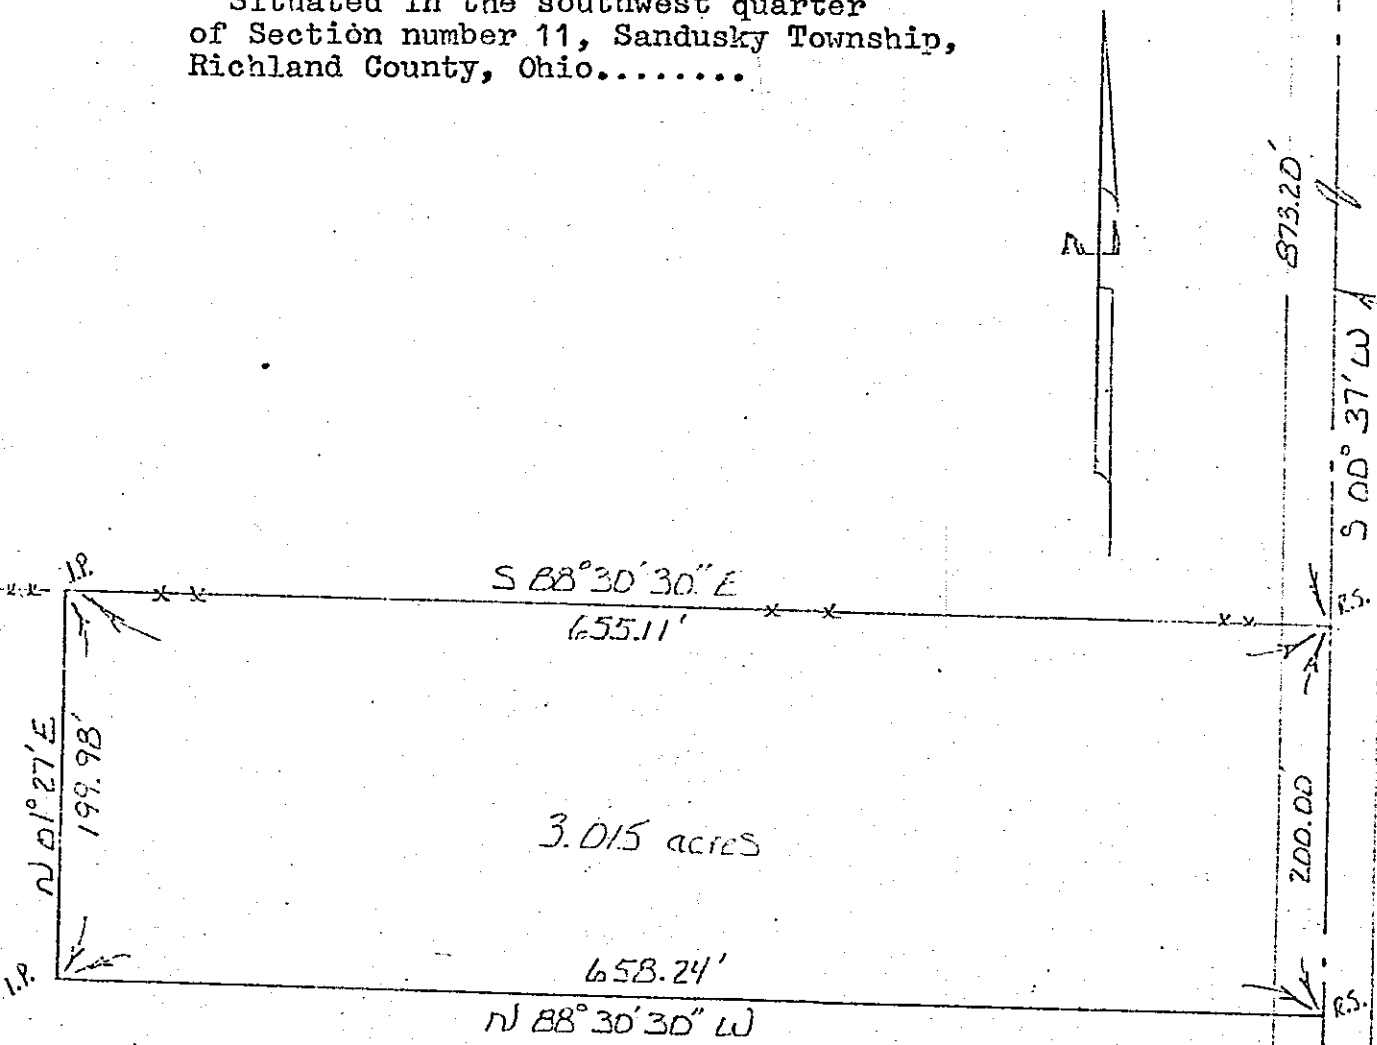 Situated in the southwest quarter
of Section number 11, Sandusky Township,
Richland County, Ohio........
873.20'
N
S 00° 37' W
I.P.
S 88° 30' 30" E
R.S.
655.11'
N 01° 27' E
199.98'
200.00'
3.015 acres
I.P.
658.24'
R.S.
N 88° 30' 30" W